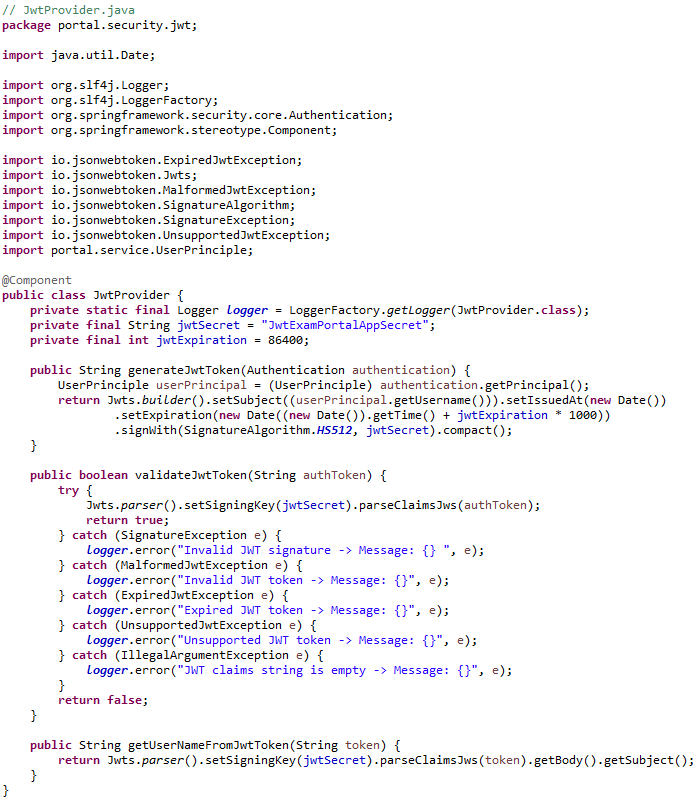 // JwtProvider.java
package portal.security.jwt;

import java.util.Date;

import org.slf4j.Logger;
import org.slf4j.LoggerFactory;
import org.springframework.security.core.Authentication;
import org.springframework.stereotype.Component;

import io.jsonwebtoken.ExpiredJwtException;
import io.jsonwebtoken.Jwts;
import io.jsonwebtoken.MalformedJwtException;
import io.jsonwebtoken.SignatureAlgorithm;
import io.jsonwebtoken.SignatureException;
import io.jsonwebtoken.UnsupportedJwtException;
import portal.service.UserPrinciple;

@Component
public class JwtProvider {
    private static final Logger logger = LoggerFactory.getLogger(JwtProvider.class);
    private final String jwtSecret = "JwtExamPortalAppSecret";
    private final int jwtExpiration = 86400;

    public String generateJwtToken(Authentication authentication) {
        UserPrinciple userPrincipal = (UserPrinciple) authentication.getPrincipal();
        return Jwts.builder().setSubject((userPrincipal.getUsername())).setIssuedAt(new Date())
                .setExpiration(new Date((new Date()).getTime() + jwtExpiration * 1000))
                .signWith(SignatureAlgorithm.HS512, jwtSecret).compact();
    }

    public boolean validateJwtToken(String authToken) {
        try {
            Jwts.parser().setSigningKey(jwtSecret).parseClaimsJws(authToken);
            return true;
        } catch (SignatureException e) {
            logger.error("Invalid JWT signature -> Message: {} ", e);
        } catch (MalformedJwtException e) {
            logger.error("Invalid JWT token -> Message: {}", e);
        } catch (ExpiredJwtException e) {
            logger.error("Expired JWT token -> Message: {}", e);
        } catch (UnsupportedJwtException e) {
            logger.error("Unsupported JWT token -> Message: {}", e);
        } catch (IllegalArgumentException e) {
            logger.error("JWT claims string is empty -> Message: {}", e);
        }
        return false;
    }

    public String getUserNameFromJwtToken(String token) {
        return Jwts.parser().setSigningKey(jwtSecret).parseClaimsJws(token).getBody().getSubject();
    }
}